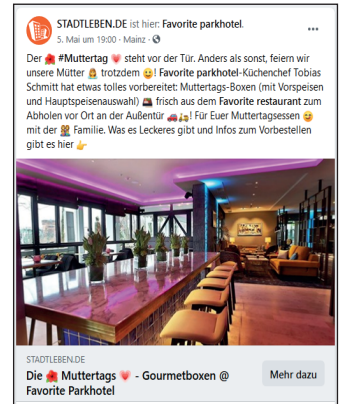 STADTLEBEN.DE ist hier: Favorite parkhotel.
5. Mai um 19:00 · Mainz ·
Der 🌺 #Muttertag 💗 steht vor der Tür. Anders als sonst, feiern wir
unsere Mütter 👩 trotzdem 😃! Favorite parkhotel-Küchenchef Tobias
Schmitt hat etwas tolles vorbereitet: Muttertags-Boxen (mit Vorspeisen
und Hauptspeisenauswahl) 🍱 frisch aus dem Favorite restaurant zum
Abholen vor Ort an der Außentür 🚗🛵! Für Euer Muttertagsessen 😋
mit der 👨‍👩‍👧‍👦 Familie. Was es Leckeres gibt und Infos zum Vorbestellen
gibt es hier 👉
STADTLEBEN.DE
Die 🌺 Muttertags 💗 - Gourmetboxen @
Favorite Parkhotel
Mehr dazu